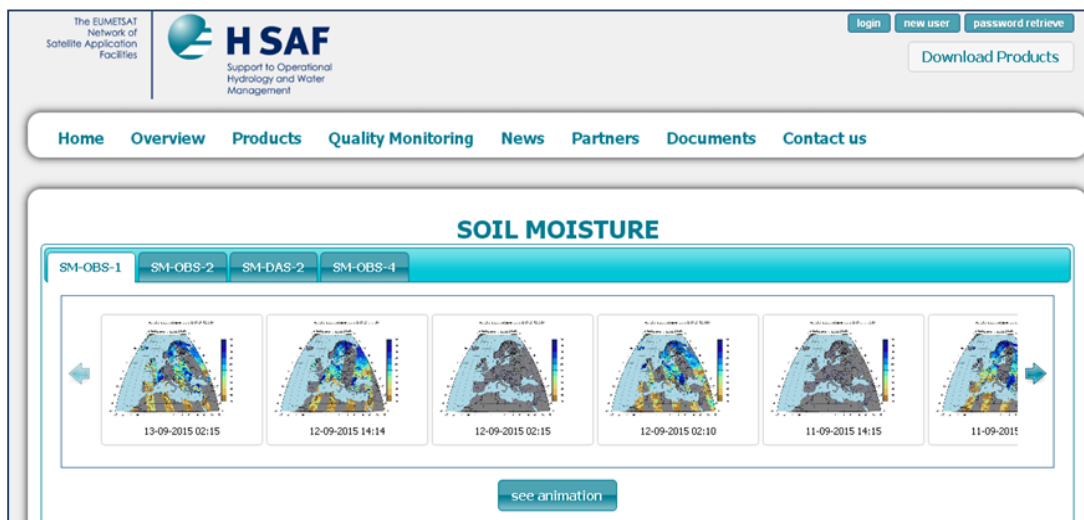 The EUMETSAT
Network of
Satellite Application
Facilities
H SAF
Support to Operational
Hydrology and Water
Management
login
new user
password retrieve
Download Products
Home
Overview
Products
Quality Monitoring
News
Partners
Documents
Contact us
SOIL MOISTURE
SM-OBS-1
SM-OBS-2
SM-DAS-2
SM-OBS-4
13-09-2015 02:15
12-09-2015 14:14
12-09-2015 02:15
12-09-2015 02:10
11-09-2015 14:15
11-09-2015
see animation